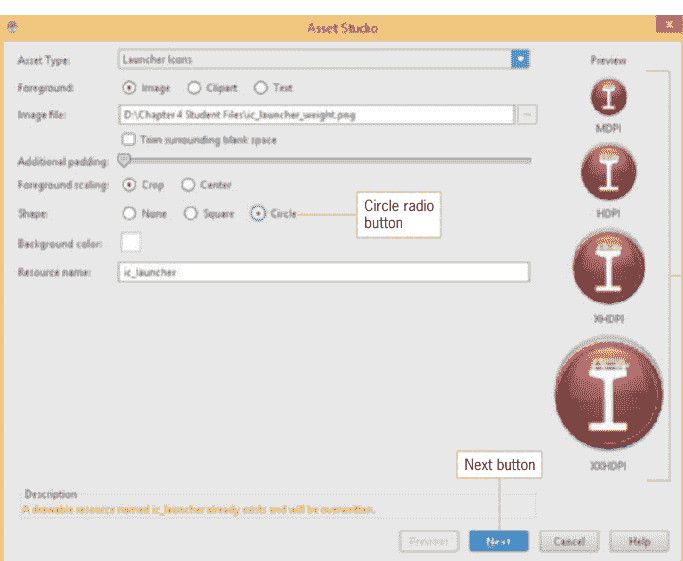 Asset Studio
Asset Type: Launcher Icons
Preview
Foreground: Image Clipart Text
Image file: D:\Chapter 4 Student Files\ic_launcher_weight.png ...
MDPI
Trim surrounding blank space
Additional padding:
Foreground scaling: Crop Center
HDPI
Shape: None Square Circle
Circle radio
button
Background color:
Resource name: ic_launcher
XHDPI
Next button
XXHDPI
Description
A drawable resource named ic_launcher already exists and will be overwritten.
Previous Next Cancel Help